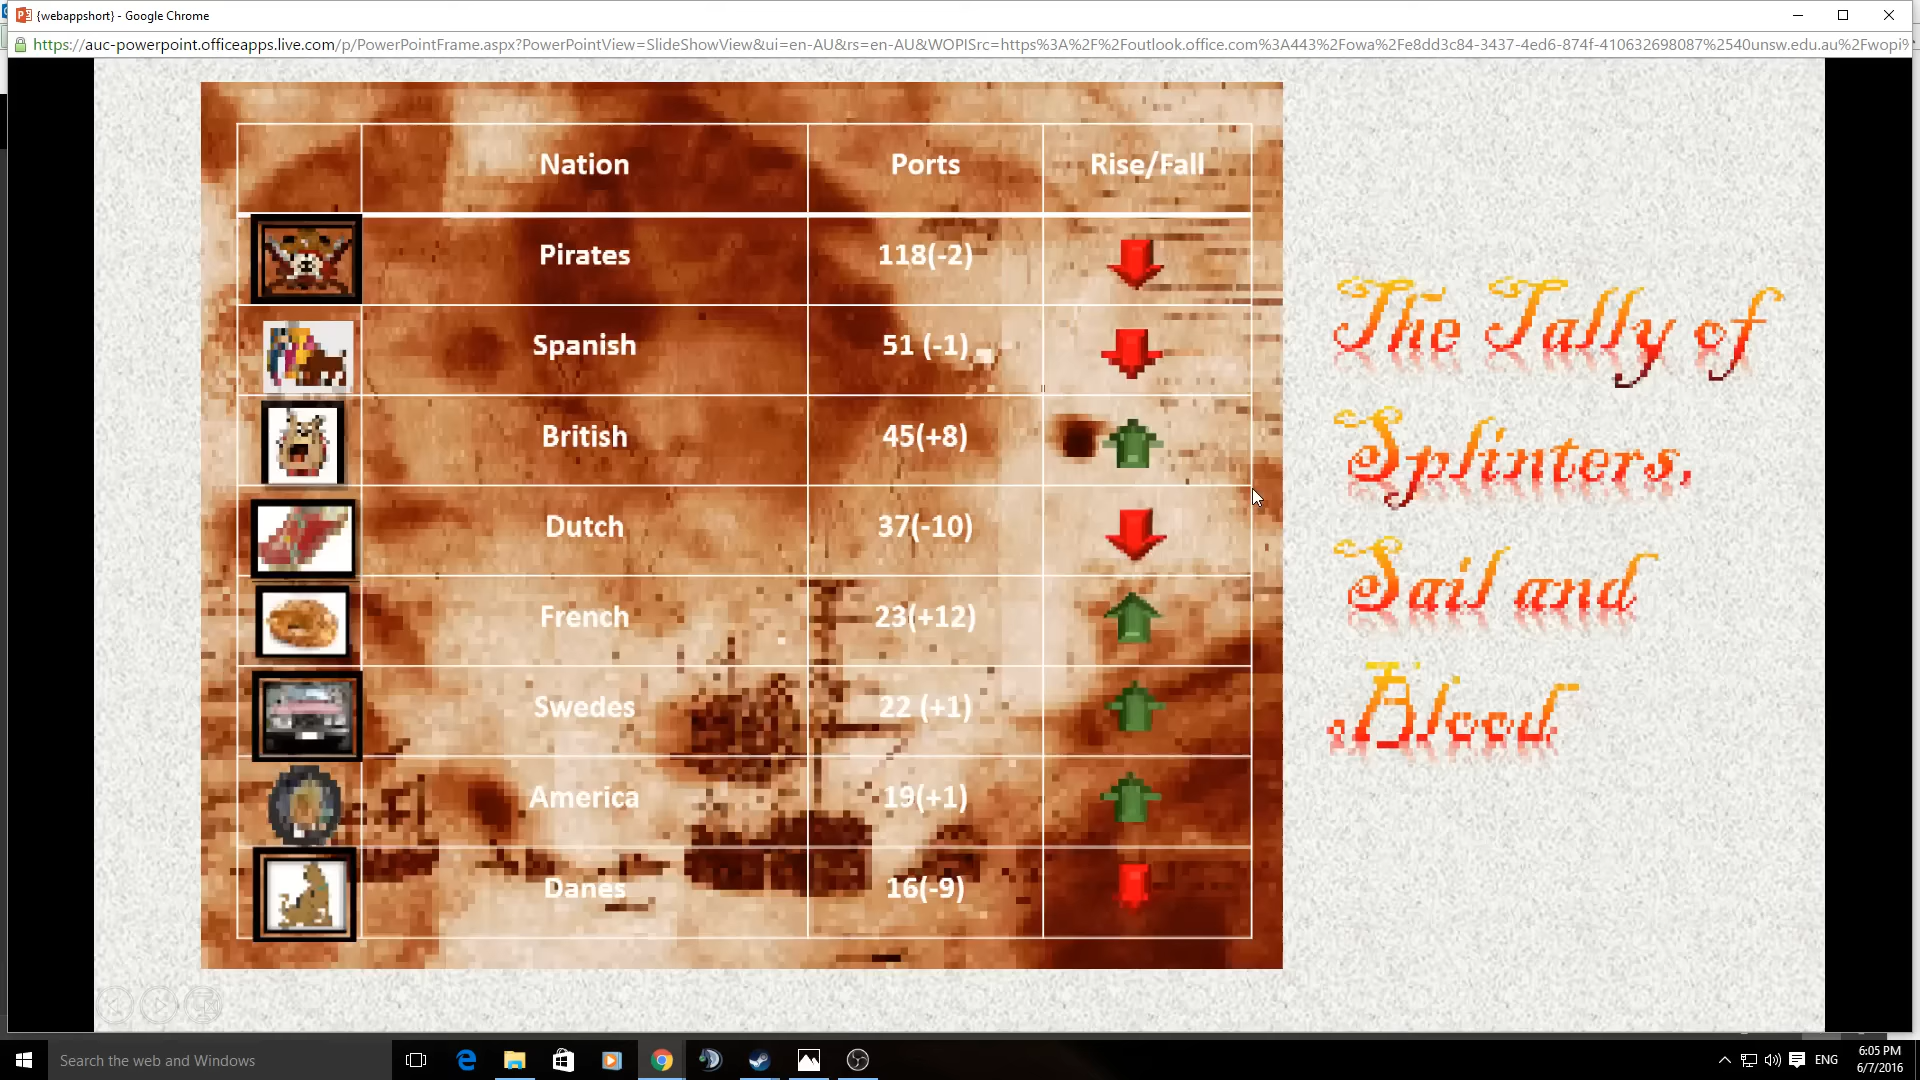 {webappshort} - Google Chrome
https://auc-powerpoint.officeapps.live.com/p/PowerPointFrame.aspx?PowerPointView=SlideShowView&ui=en-AU&rs=en-AU&WOPISrc=https%3A%2F%2Foutlook.office.com%3A443%2Fowa%2Fe8dd3c84-3437-4ed6-874f-410632698087%2540unsw.edu.au%2Fwopi%
Nation Ports Rise/Fall
Pirates 118(-2)
Spanish 51 (-1)
British 45(+8)
Dutch 37(-10)
French 23(+12)
Swedes 22 (+1)
America 19(+1)
Danes 16(-9)
The Tally of
Splinters,
Sail and
Blood
Search the web and Windows
ENG
6:05 PM
6/7/2016